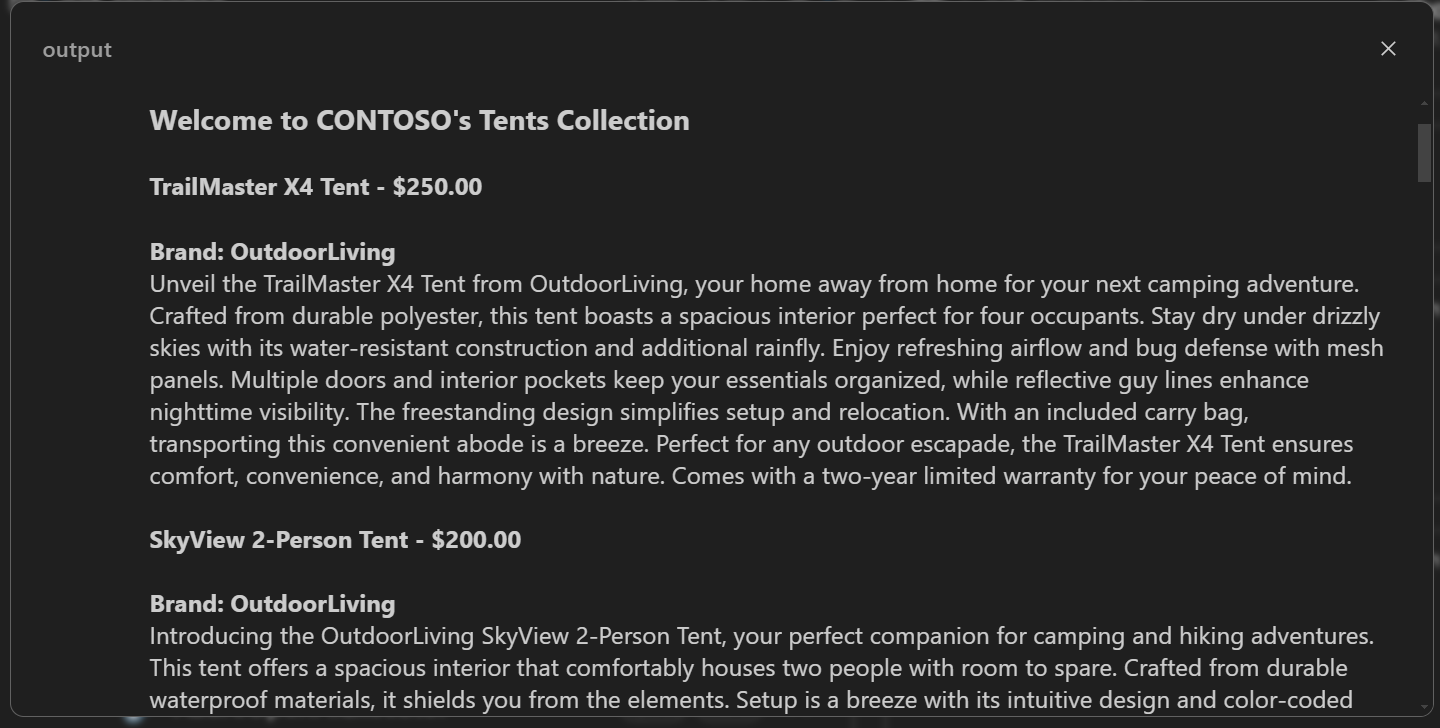 output
Welcome to CONTOSO's Tents Collection
TrailMaster X4 Tent - $250.00
Brand: OutdoorLiving
Unveil the TrailMaster X4 Tent from OutdoorLiving, your home away from home for your next camping adventure.
Crafted from durable polyester, this tent boasts a spacious interior perfect for four occupants. Stay dry under drizzly
skies with its water-resistant construction and additional rainfly. Enjoy refreshing airflow and bug defense with mesh
panels. Multiple doors and interior pockets keep your essentials organized, while reflective guy lines enhance
nighttime visibility. The freestanding design simplifies setup and relocation. With an included carry bag,
transporting this convenient abode is a breeze. Perfect for any outdoor escapade, the TrailMaster X4 Tent ensures
comfort, convenience, and harmony with nature. Comes with a two-year limited warranty for your peace of mind.
SkyView 2-Person Tent - $200.00
Brand: OutdoorLiving
Introducing the OutdoorLiving SkyView 2-Person Tent, your perfect companion for camping and hiking adventures.
This tent offers a spacious interior that comfortably houses two people with room to spare. Crafted from durable
waterproof materials, it shields you from the elements. Setup is a breeze with its intuitive design and color-coded